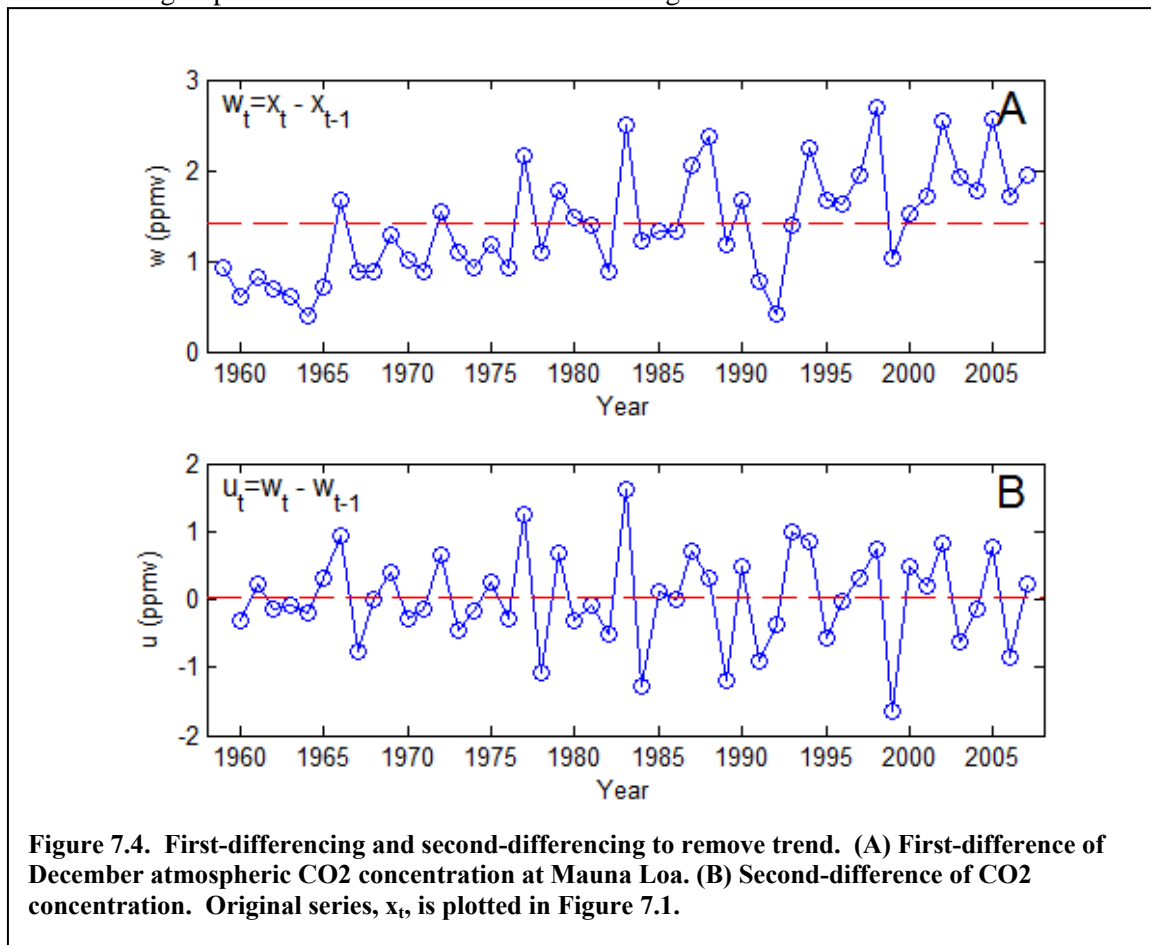 w_t=x_t - x_{t-1}
A
3
2
1
0
w (ppmv)
1960 1965 1970 1975 1980 1985 1990 1995 2000 2005
Year
u_t=w_t - w_{t-1}
B
2
1
0
-1
-2
u (ppmv)
1960 1965 1970 1975 1980 1985 1990 1995 2000 2005
Year
Figure 7.4. First-differencing and second-differencing to remove trend. (A) First-difference of
December atmospheric CO2 concentration at Mauna Loa. (B) Second-difference of CO2
concentration. Original series, x_t, is plotted in Figure 7.1.